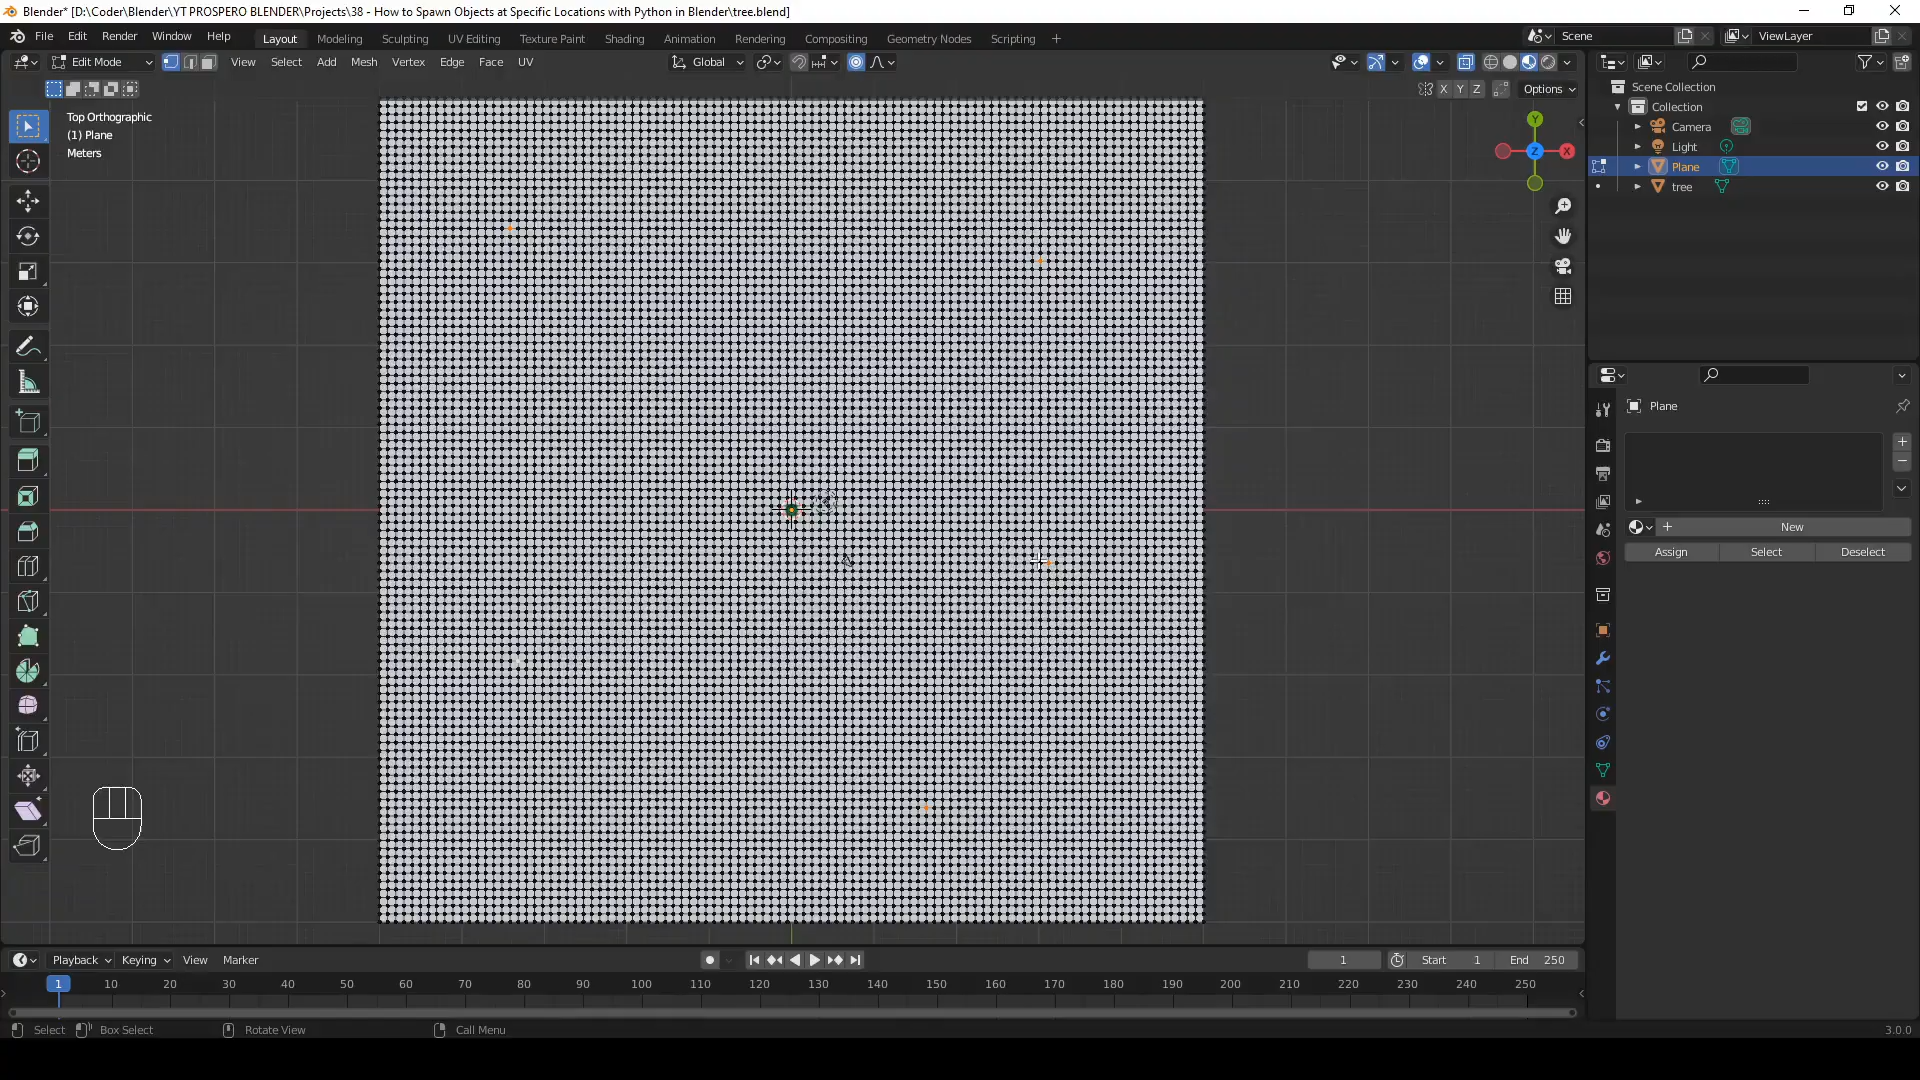 Blender* [D:\Coder\Blender\YT PROSPERO BLENDER\Projects\38 - How to Spawn Objects at Specific Locations with Python in Blender\tree.blend]
File Edit Render Window Help Layout Modeling Sculpting UV Editing Texture Paint Shading Animation Rendering Compositing Geometry Nodes Scripting + Scene ViewLayer
Edit Mode View Select Add Mesh Vertex Edge Face UV Global
X Y Z Options
Top Orthographic
(1) Plane
Meters
Y
Z X
Scene Collection
Collection
Camera
Light
Plane
tree
Plane
New
Assign Select Deselect
Playback Keying View Marker 1 Start 1 End 250
1 10 20 30 40 50 60 70 80 90 100 110 120 130 140 150 160 170 180 190 200 210 220 230 240 250
Select Box Select Rotate View Call Menu 3.0.0